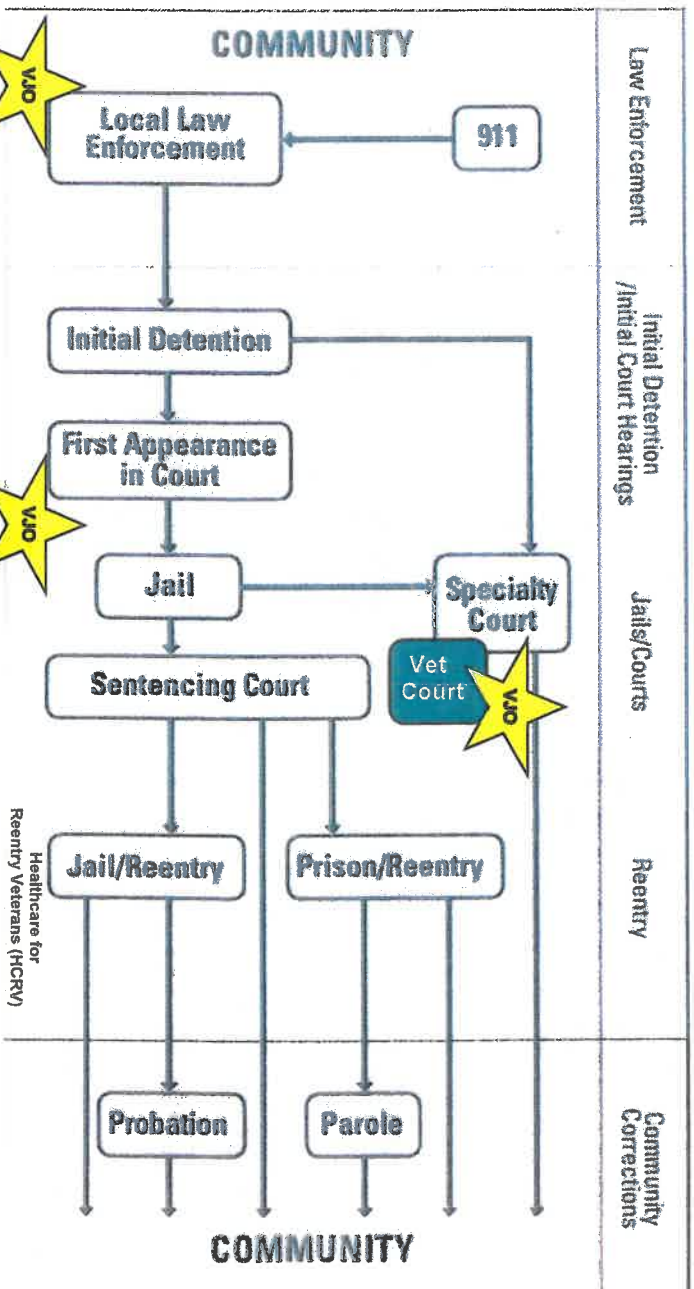 COMMUNITY
Law Enforcement
911
Local Law
Enforcement
VJO
Initial Detention
/Initial Court Hearings
Initial Detention
First Appearance
in Court
VJO
Jails/Courts
Jail
Specialty
Court
Vet
Court
VJO
Sentencing Court
Reentry
Jail/Reentry
Prison/Reentry
Healthcare for
Reentry Veterans (HCRV)
Community
Corrections
Probation
Parole
COMMUNITY